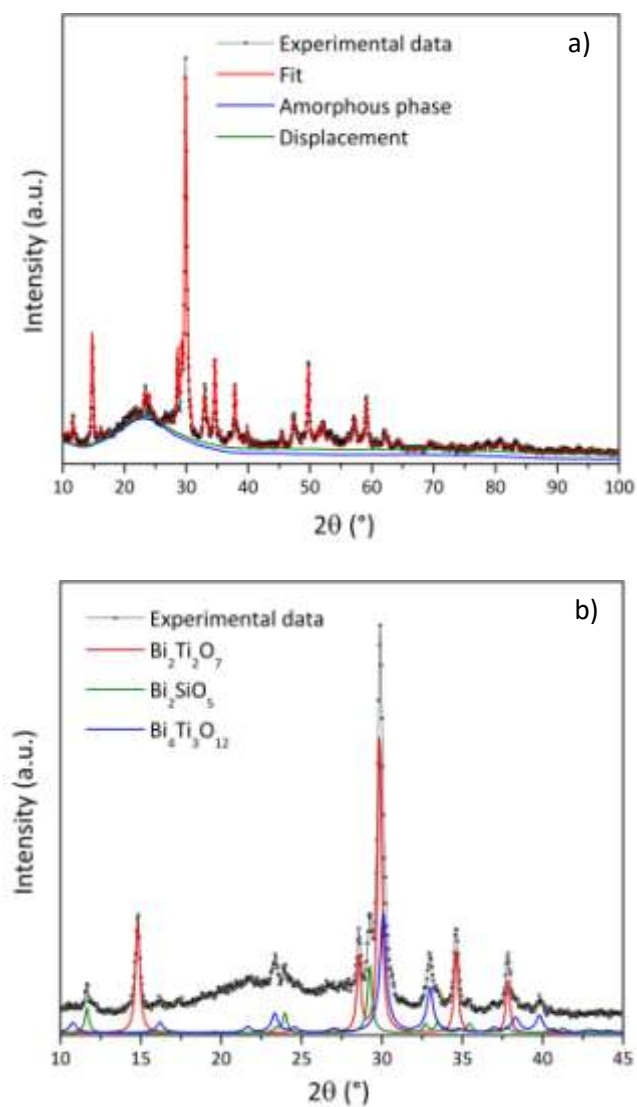 a)
Experimental data
Fit
Amorphous phase
Displacement
Intensity (a.u.)
10 20 30 40 50 60 70 80 90 100
2θ (°)
b)
Experimental data
Bi₂Ti₂O₇
Bi₂SiO₅
Bi₄Ti₃O₁₂
Intensity (a.u.)
10 15 20 25 30 35 40 45
2θ (°)